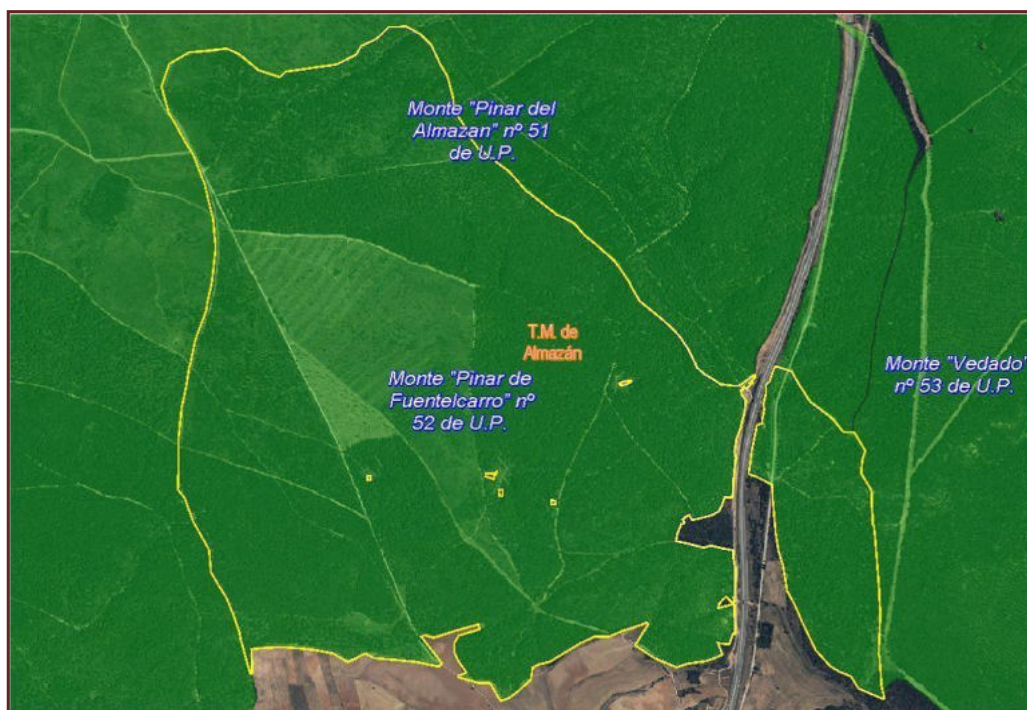 Monte "Pinar del
Almazan" nº 51
de U.P.
T.M. de
Almazán
Monte "Pinar de
Fuentelcarro" nº
52 de U.P.
Monte "Vedado"
nº 53 de U.P.